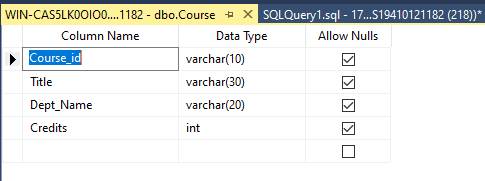 WIN-CAS5LK0OIO0....1182 - dbo.Course SQLQuery1.sql - 17...S19410121182 (218))*
Column Name Data Type Allow Nulls
Course_id varchar(10)
Title varchar(30)
Dept_Name varchar(20)
Credits int